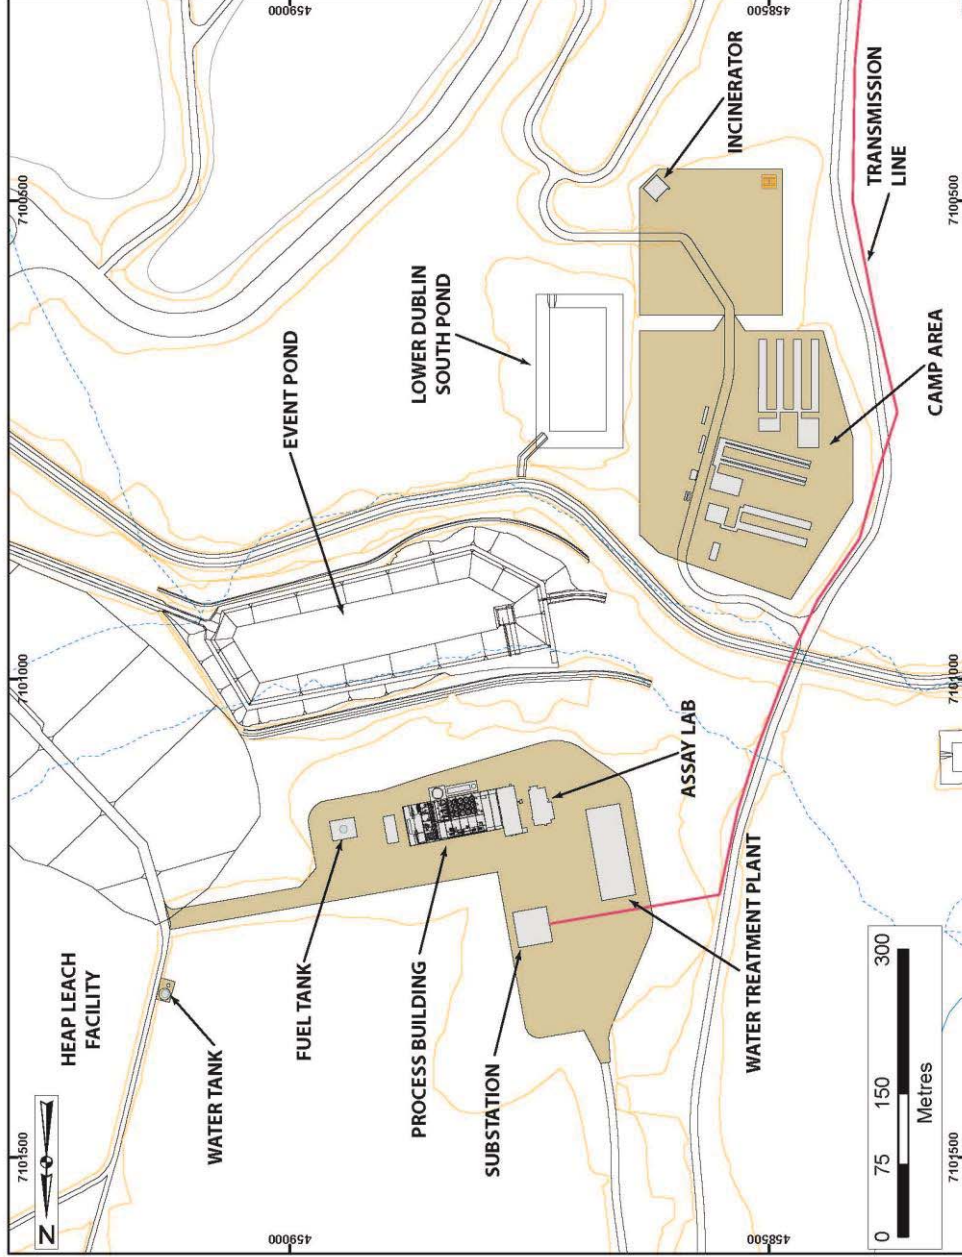 459000
458500
7100500
7100500
INCINERATOR
TRANSMISSION
LINE
LOWER DUBLIN
SOUTH POND
EVENT POND
CAMP AREA
H
7101000
7101000
ASSAY LAB
HEAP LEACH
FACILITY
WATER TANK
FUEL TANK
PROCESS BUILDING
SUBSTATION
WATER TREATMENT PLANT
N
7101500
7101500
459000
458500
0
75
150
300
Metres